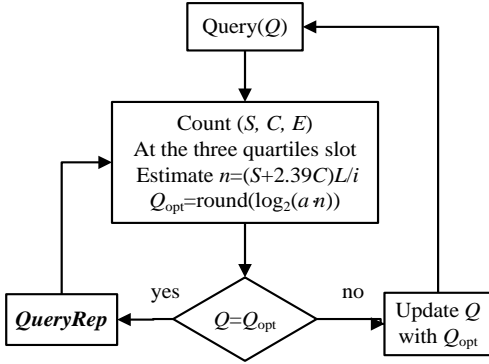 Query(Q)
Count (S, C, E)
At the three quartiles slot
Estimate n=(S+2.39C)L/i
Qopt=round(log2(a·n))
yes
no
QueryRep
Q=Qopt
Update Q
with Qopt